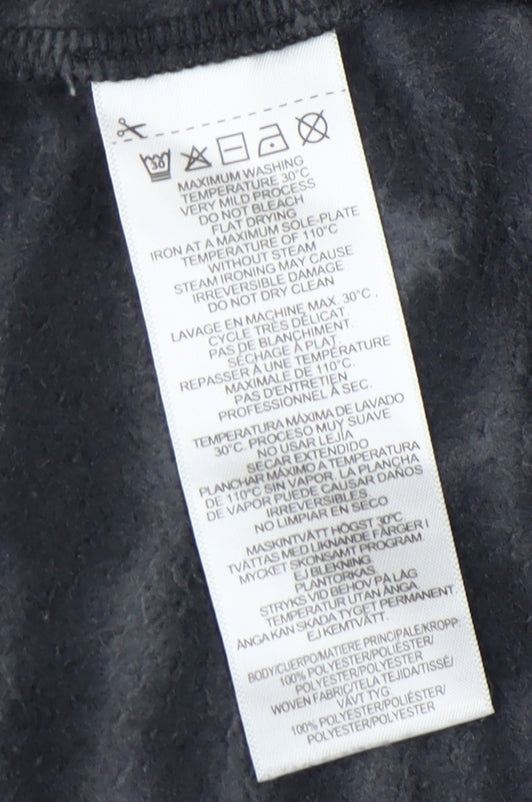 30
MAXIMUM WASHING
TEMPERATURE 30°C
VERY MILD PROCESS
DO NOT BLEACH
FLAT DRYING
IRON AT A MAXIMUM SOLE-PLATE
TEMPERATURE OF 110°C
WITHOUT STEAM
STEAM IRONING MAY CAUSE
IRREVERSIBLE DAMAGE
DO NOT DRY CLEAN
LAVAGE EN MACHINE MAX. 30°C ,
CYCLE TRÈS DÉLICAT.
PAS DE BLANCHIMENT.
SÉCHAGE À PLAT.
REPASSER À UNE TEMPÉRATURE
MAXIMALE DE 110°C.
PAS D'ENTRETIEN
PROFESSIONNEL À SEC.
TEMPERATURA MÁXIMA DE LAVADO
30°C. PROCESO MUY SUAVE
NO USAR LEJÍA
SECAR EXTENDIDO
PLANCHAR MÁXIMO A TEMPERATURA
DE 110°C SIN VAPOR, LA PLANCHA
DE VAPOR PUEDE CAUSAR DAÑOS
IRREVERSIBLES.
NO LIMPIAR EN SECO
MASKINTVÄTT HÖGST 30°C
TVÄTTAS MED LIKNANDE FÄRGER I
MYCKET SKONSAMT PROGRAM
EJ BLEKNING.
PLANTORKAS.
STRYKS VID BEHOV PÅ LÅG
TEMPERATUR UTAN ÅNGA.
ÅNGA KAN SKADA TYGET PERMANENT
EJ KEMTVÄTT.
BODY/CUERPO/MATIERE PRINCIPALE/KROPP:
100% POLYESTER/POLIÉSTER/
POLYESTER/POLYESTER
WOVEN FABRIC/TELA TEJIDA/TISSÉ/
VÄVT TYG
100% POLYESTER/POLIÉSTER/
POLYESTER/POLYESTER